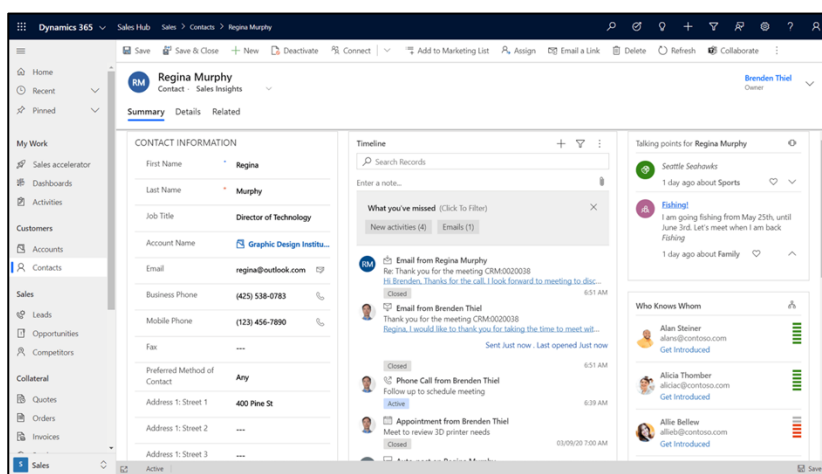 Dynamics 365
Sales Hub
Sales > Contacts > Regina Murphy
Save
Save & Close
New
Deactivate
Connect
Add to Marketing List
Assign
Email a Link
Delete
Refresh
Collaborate
Home
Recent
Pinned
My Work
Sales accelerator
Dashboards
Activities
Customers
Accounts
Contacts
Sales
Leads
Opportunities
Competitors
Collateral
Quotes
Orders
Invoices
S Sales
RM
Regina Murphy
Contact · Sales Insights
Brenden Thiel
Owner
Summary Details Related
CONTACT INFORMATION
First Name * Regina
Last Name * Murphy
Job Title Director of Technology
Account Name Graphic Design Institu...
Email regina@outlook.com
Business Phone (425) 538-0783
Mobile Phone (123) 456-7890
Fax ---
Preferred Method of
Contact Any
Address 1: Street 1 400 Pine St
Address 1: Street 2 ---
Address 1: Street 3 ---
Active
Timeline
Search Records
Enter a note...
What you've missed (Click To Filter)
New activities (4) Emails (1)
RM
Email from Regina Murphy
Re: Thank you for the meeting CRM:0020038
Hi Brenden, Thanks for the call. I look forward to meeting to disc...
Closed 6:51 AM
Email from Brenden Thiel
Thank you for the meeting CRM:0020038
Regina, I would like to thank you for taking the time to meet wit...
Sent Just now . Last opened Just now
Closed 6:51 AM
Phone Call from Brenden Thiel
Follow up to schedule meeting
Active 6:39 AM
Appointment from Brenden Thiel
Meet to review 3D printer needs
Closed 03/09/20 7:00 AM
Talking points for Regina Murphy
Seattle Seahawks
1 day ago about Sports
Fishing!
I am going fishing from May 25th, until
June 3rd. Let's meet when I am back
Fishing
1 day ago about Family
Who Knows Whom
Alan Steiner
alans@contoso.com
Get Introduced
Alicia Thomber
aliciac@contoso.com
Get Introduced
Allie Bellew
allieb@contoso.com
Get Introduced
Save